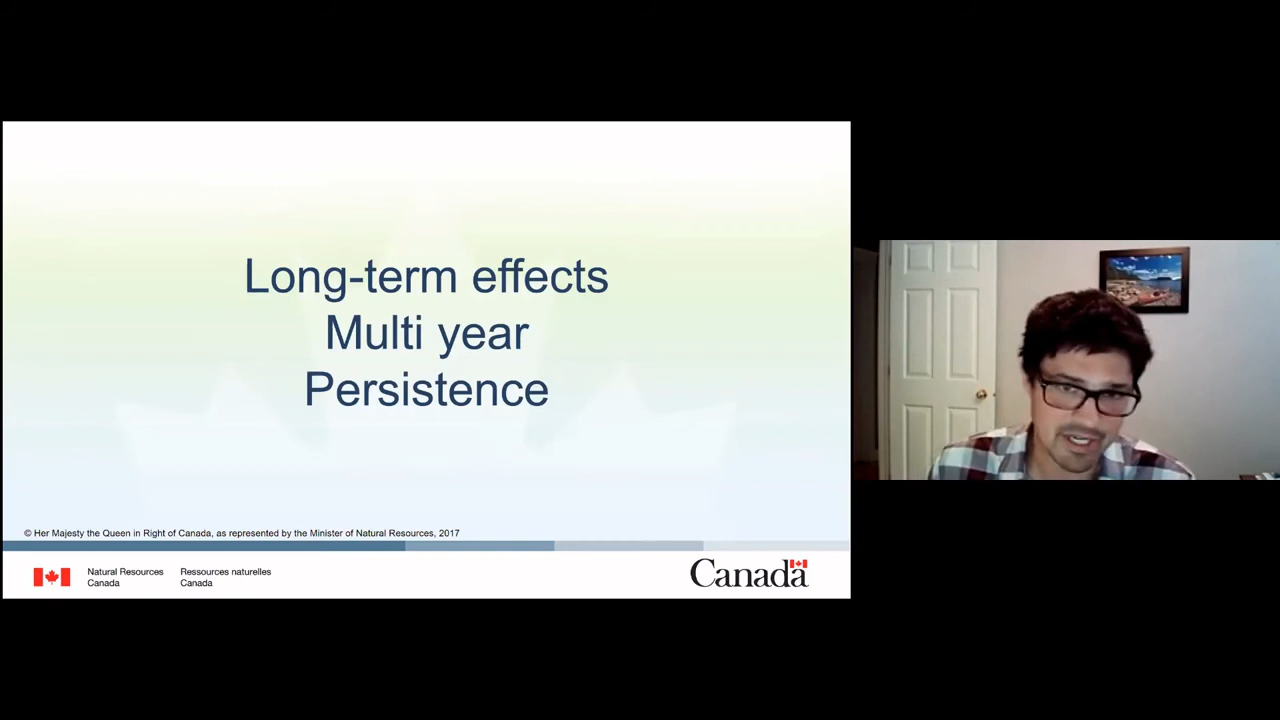 Long-term effects
Multi year
Persistence
© Her Majesty the Queen in Right of Canada, as represented by the Minister of Natural Resources, 2017
Natural Resources
Canada
Ressources naturelles
Canada
Canada